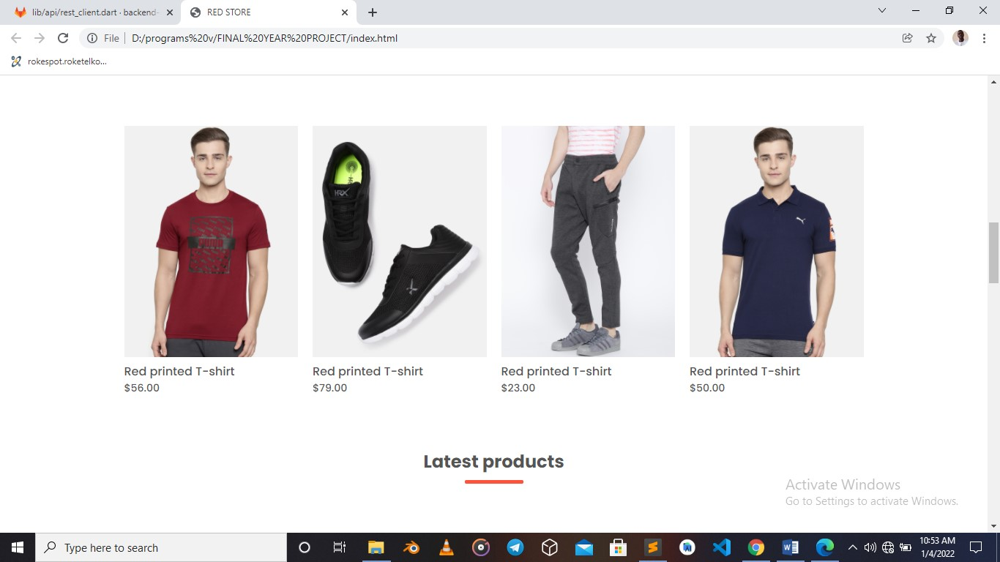 lib/api/rest_client.dart · backend-
RED STORE
File
D:/programs%20v/FINAL%20YEAR%20PROJECT/index.html
rokespot.roketelko...
HRX
Red printed T-shirt
$56.00
Red printed T-shirt
$79.00
Red printed T-shirt
$23.00
Red printed T-shirt
$50.00
Latest products
Activate Windows
Go to Settings to activate Windows.
Type here to search
10:53 AM
1/4/2022